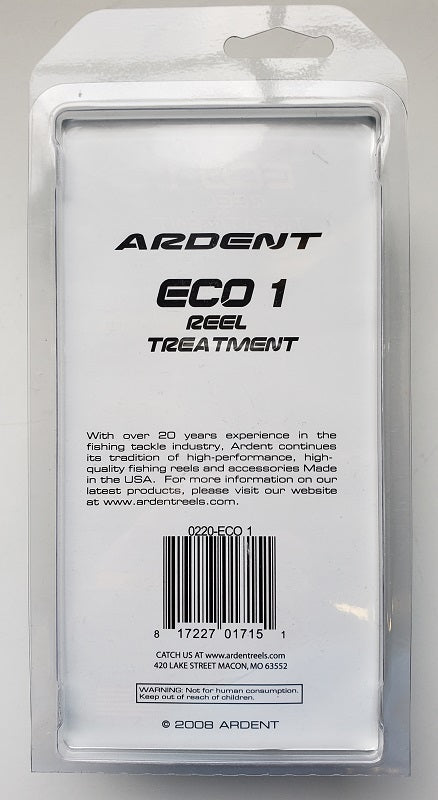 ARDENT
ECO 1
REEL
TREATMENT
With over 20 years experience in the
fishing tackle industry, Ardent continues
its tradition of high-performance, high-
quality fishing reels and accessories Made
in the USA. For more information on our
latest products, please visit our website
at www.ardentreels.com.
0220-ECO 1
8 17227 01715 1
CATCH US AT www.ardentreels.com
420 LAKE STREET MACON, MO 63552
WARNING: Not for human consumption.
Keep out of reach of children.
© 2008 ARDENT